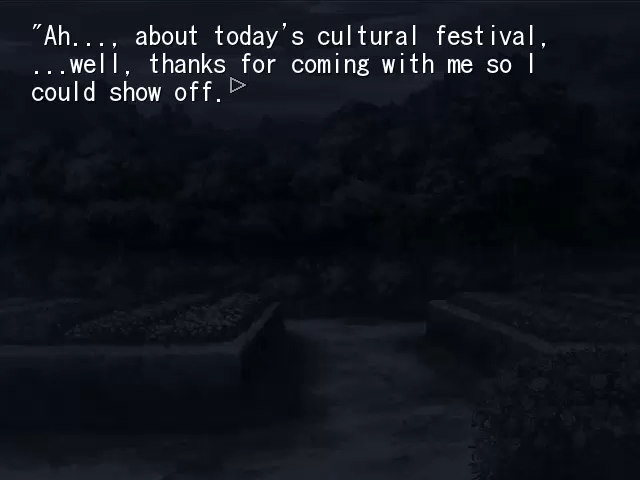 "Ah..., about today's cultural festival,
...well, thanks for coming with me so I
could show off.